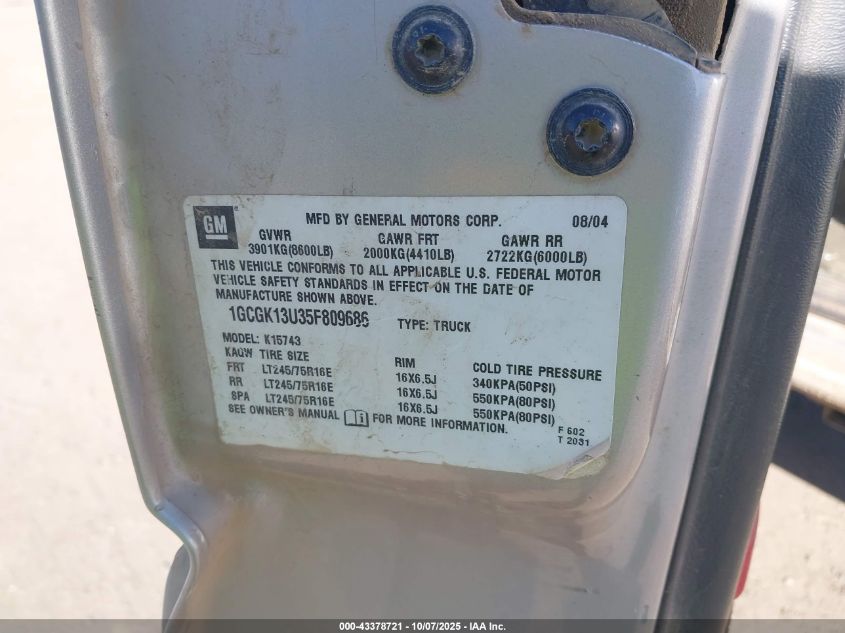 GM
MFD BY GENERAL MOTORS CORP. 08/04
GVWR GAWR FRT GAWR RR
3901KG(8600LB) 2000KG(4410LB) 2722KG(6000LB)
THIS VEHICLE CONFORMS TO ALL APPLICABLE U.S. FEDERAL MOTOR
VEHICLE SAFETY STANDARDS IN EFFECT ON THE DATE OF
MANUFACTURE SHOWN ABOVE.
1GCGK13U35F809686 TYPE: TRUCK
MODEL: K15743
KAQW TIRE SIZE RIM COLD TIRE PRESSURE
FRT LT245/75R16E 16X6.5J 340KPA(50PSI)
RR LT245/75R16E 16X6.5J 550KPA(80PSI)
SPA LT245/75R16E 16X6.5J 550KPA(80PSI)
SEE OWNER'S MANUAL FOR MORE INFORMATION.
F 602
T 2031
000-43378721 | 10/07/2025 - IAA Inc.